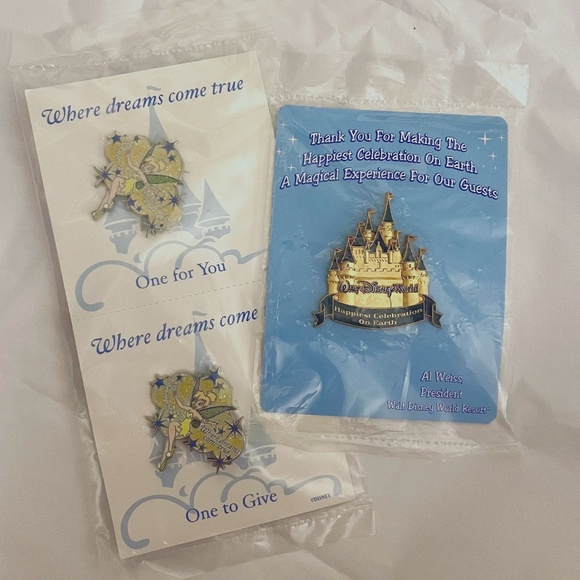 Where dreams come true
One for You
Where dreams come
One to Give
©DISNEY
Thank You For Making The
Happiest Celebration On Earth
A Magical Experience For Our Guests
Walt Disney World
Happiest Celebration
On Earth
Al Weiss,
President
Walt Disney World Resort